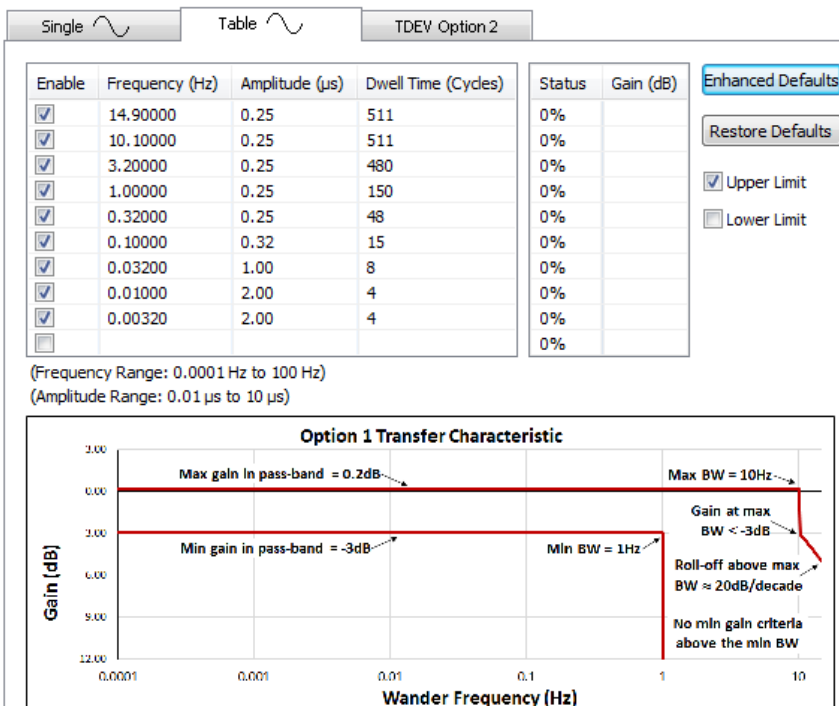 Single Table TDEV Option 2
Enable Frequency (Hz) Amplitude (µs) Dwell Time (Cycles) Status Gain (dB) Enhanced Defaults
14.90000 0.25 511 0%
10.10000 0.25 511 0% Restore Defaults
3.20000 0.25 480 0%
1.00000 0.25 150 0% Upper Limit
0.32000 0.25 48 0% Lower Limit
0.10000 0.32 15 0%
0.03200 1.00 8 0%
0.01000 2.00 4 0%
0.00320 2.00 4 0%
0%
(Frequency Range: 0.0001 Hz to 100 Hz)
(Amplitude Range: 0.01 µs to 10 µs)
Option 1 Transfer Characteristic
3.00
Max gain in pass-band = 0.2dB
Max BW = 10Hz
0.00
Gain at max
BW < -3dB
3.00
Min gain in pass-band = -3dB
Min BW = 1Hz
Roll-off above max
BW ≈ 20dB/decade
6.00
Gain (dB)
9.00
No min gain criteria
above the min BW
12.00
0.0001 0.001 0.01 0.1 1 10
Wander Frequency (Hz)